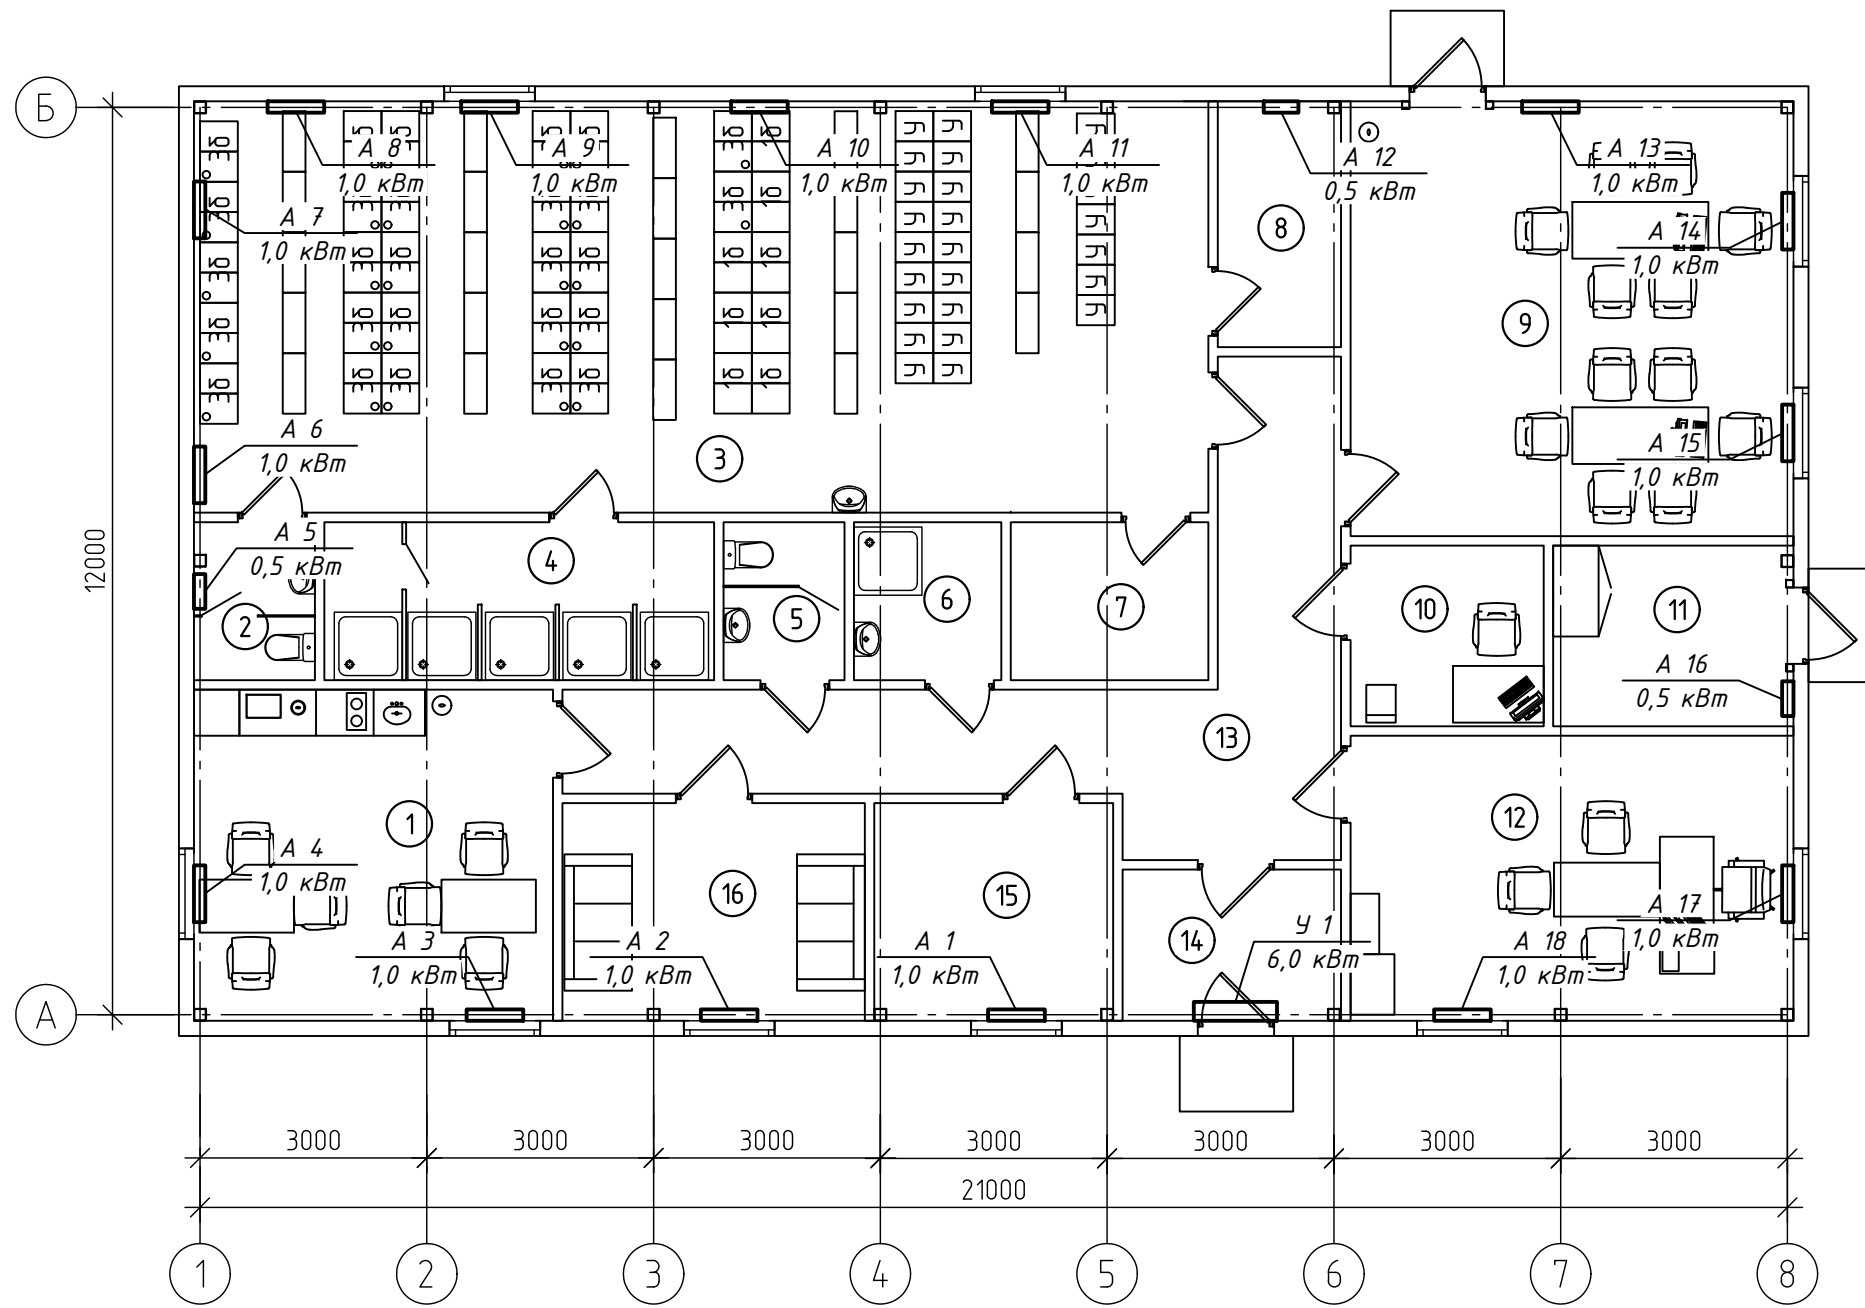 Б
А 8
1,0 кВт
А 9
1,0 кВт
А 10
1,0 кВт
А 11
1,0 кВт
А 12
0,5 кВт
А 13
1,0 кВт
А 7
1,0 кВт
8
А 14
1,0 кВт
9
А 6
1,0 кВт
3
А 15
1,0 кВт
12000
А 5
0,5 кВт
2
4
5
6
7
10
11
А 16
0,5 кВт
13
1
12
А 4
1,0 кВт
16
15
А 17
1,0 кВт
А 3
1,0 кВт
А 2
1,0 кВт
А 1
1,0 кВт
14
У 1
6,0 кВт
А 18
1,0 кВт
А
3000 3000 3000 3000 3000 3000 3000
21000
1 2 3 4 5 6 7 8